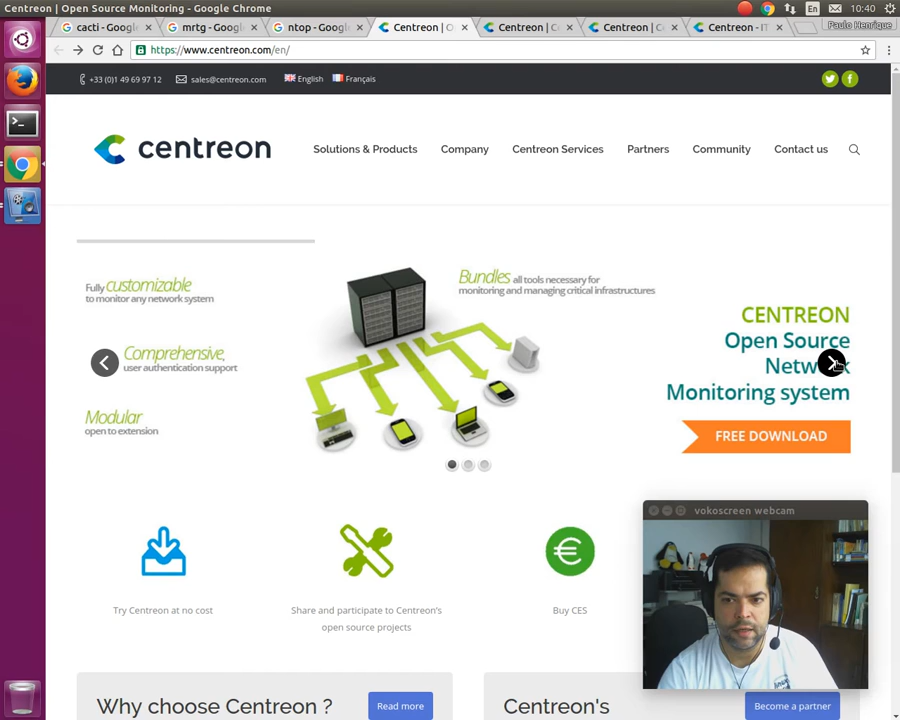 Centreon | Open Source Monitoring - Google Chrome
En
10:40
cacti - Google
mrtg - Googl
ntop - Google
Centreon | O
Centreon | C
Centreon | C
Centreon - IT
Paulo Henrique
https://www.centreon.com/en/
+33 (0)1 49 69 97 12
sales@centreon.com
English
Français
centreon
Solutions & Products
Company
Centreon Services
Partners
Community
Contact us
Fully customizable
to monitor any network system
Comprehensive,
user authentication support
Modular
open to extension
Bundles all tools necessary for
monitoring and managing critical infrastructures
CENTREON
Open Source
Network
Monitoring system
FREE DOWNLOAD
Try Centreon at no cost
Share and participate to Centreon's
open source projects
Buy CES
vokoscreen webcam
Why choose Centreon ?
Read more
Centreon's
Become a partner